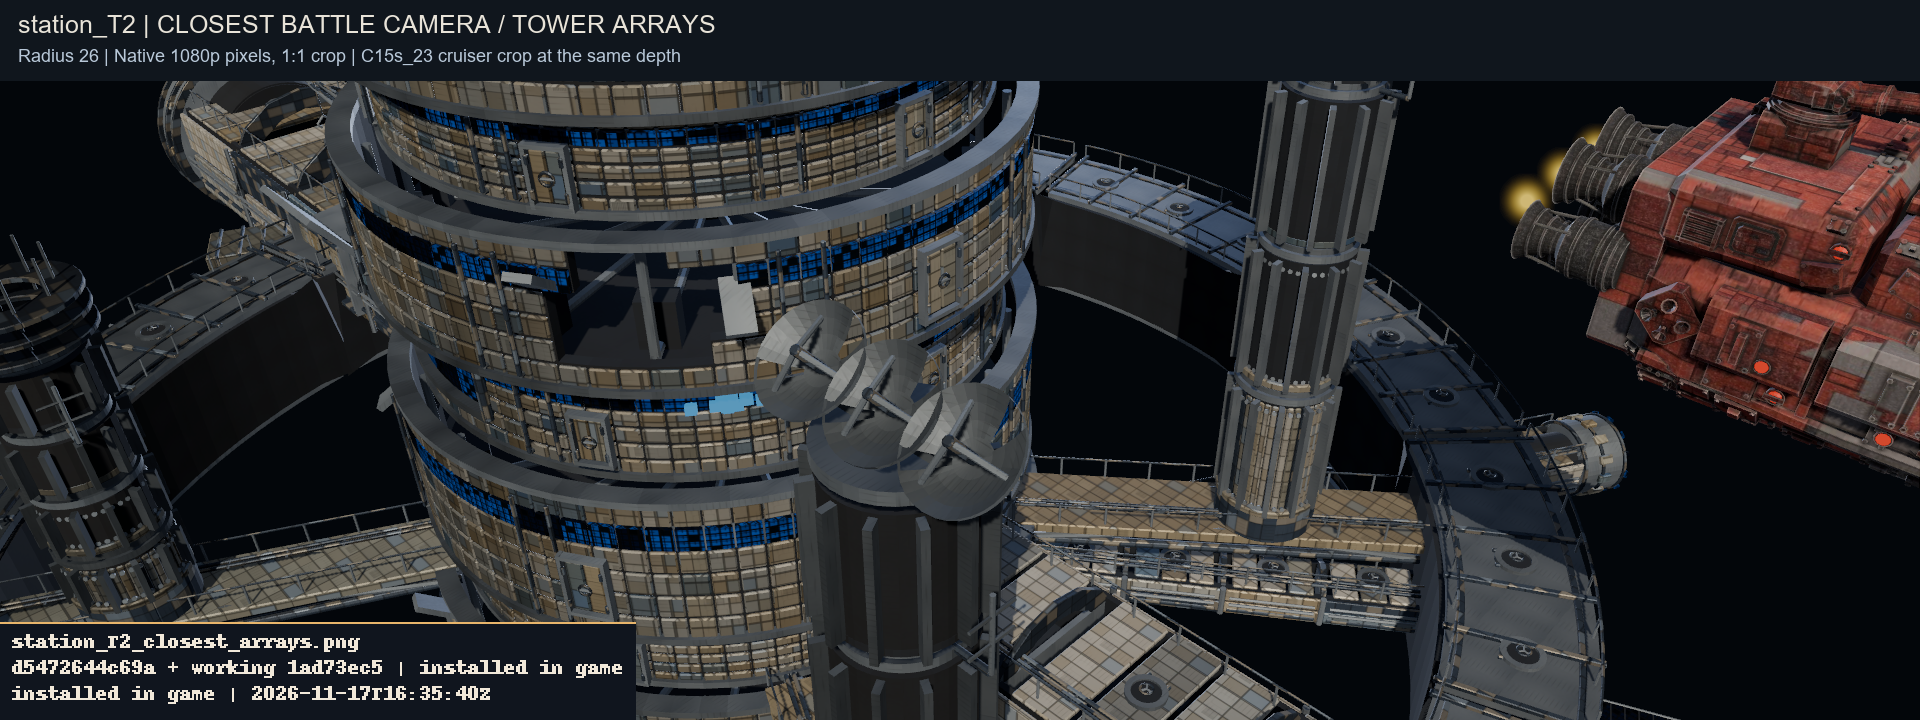 station_T2 | CLOSEST BATTLE CAMERA / TOWER ARRAYS
Radius 26 | Native 1080p pixels, 1:1 crop | C15s_23 cruiser crop at the same depth
station_T2_closest_arrays.png
d5472644c69a + working 1ad73ec5 | installed in game
installed in game | 2026-11-17T16:35:40Z